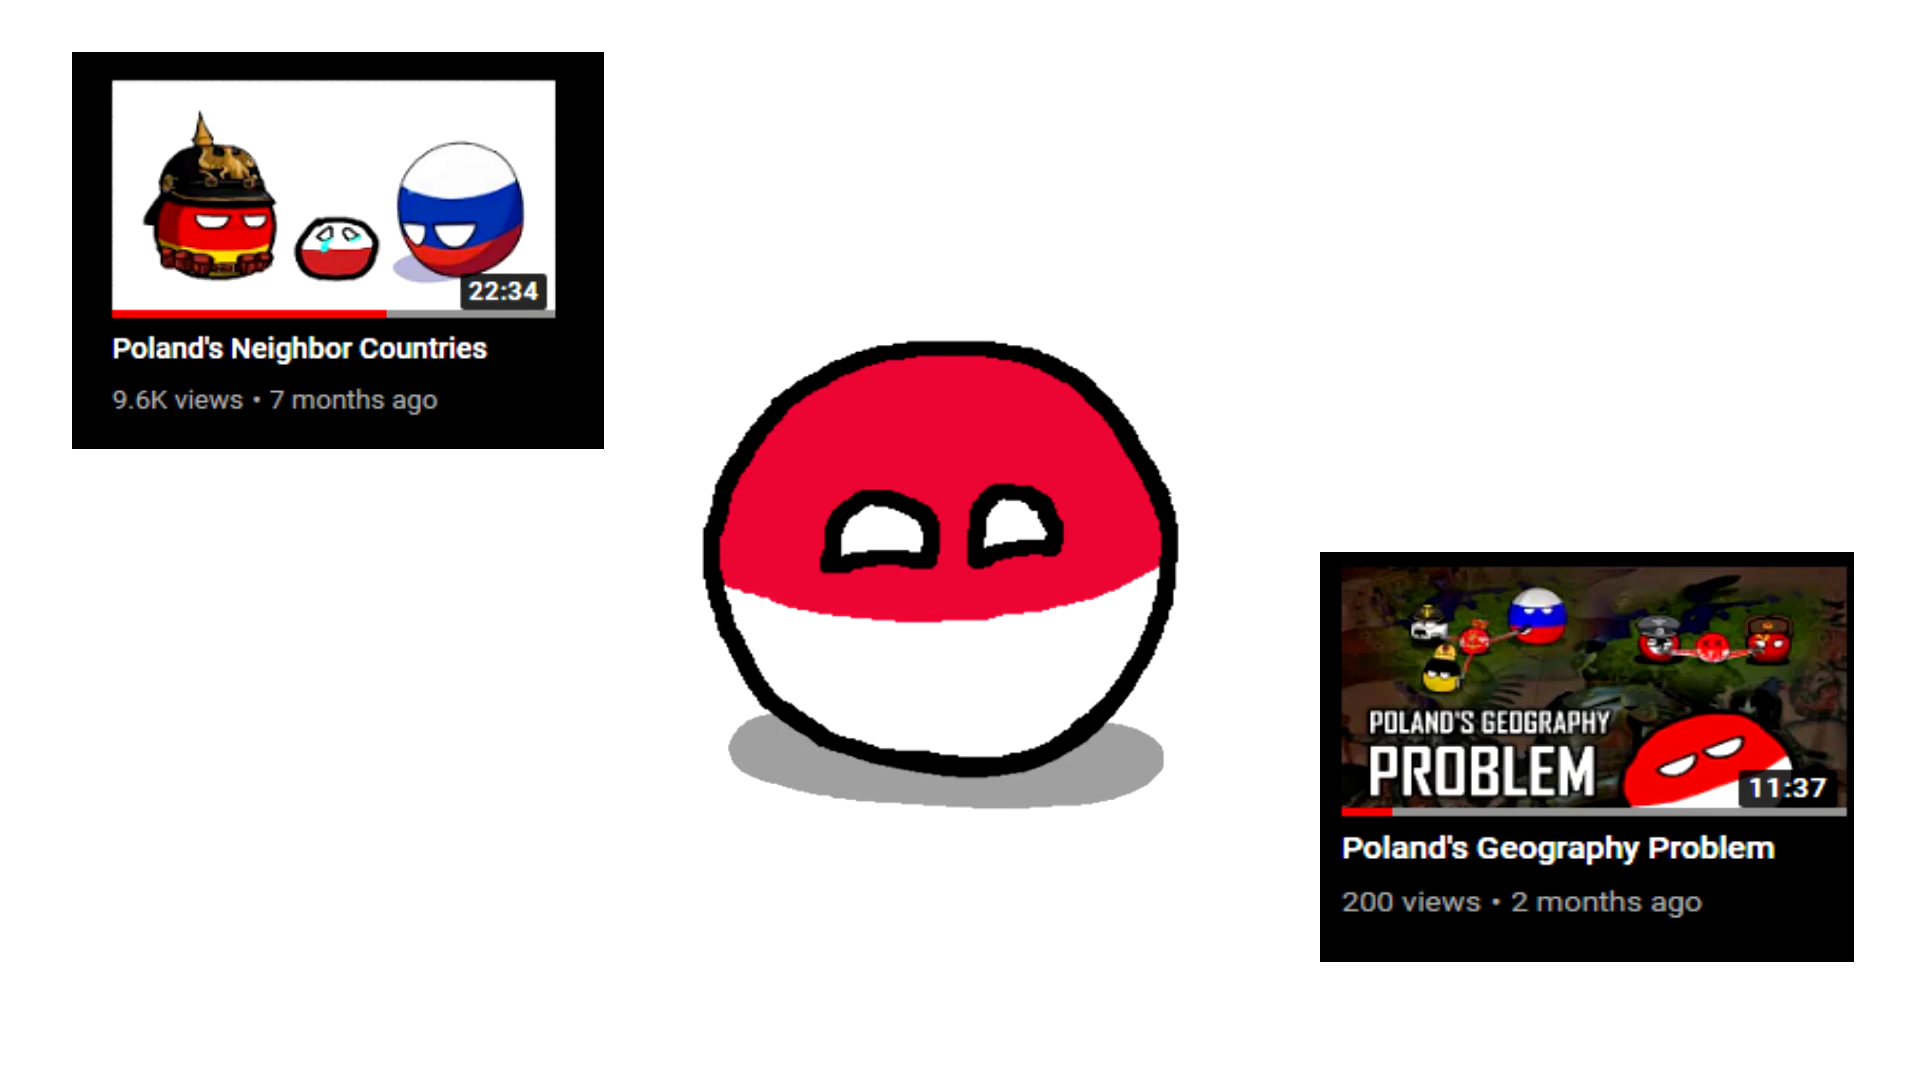 22:34
Poland's Neighbor Countries
9.6K views • 7 months ago
POLAND'S GEOGRAPHY
PROBLEM
11:37
Poland's Geography Problem
200 views • 2 months ago